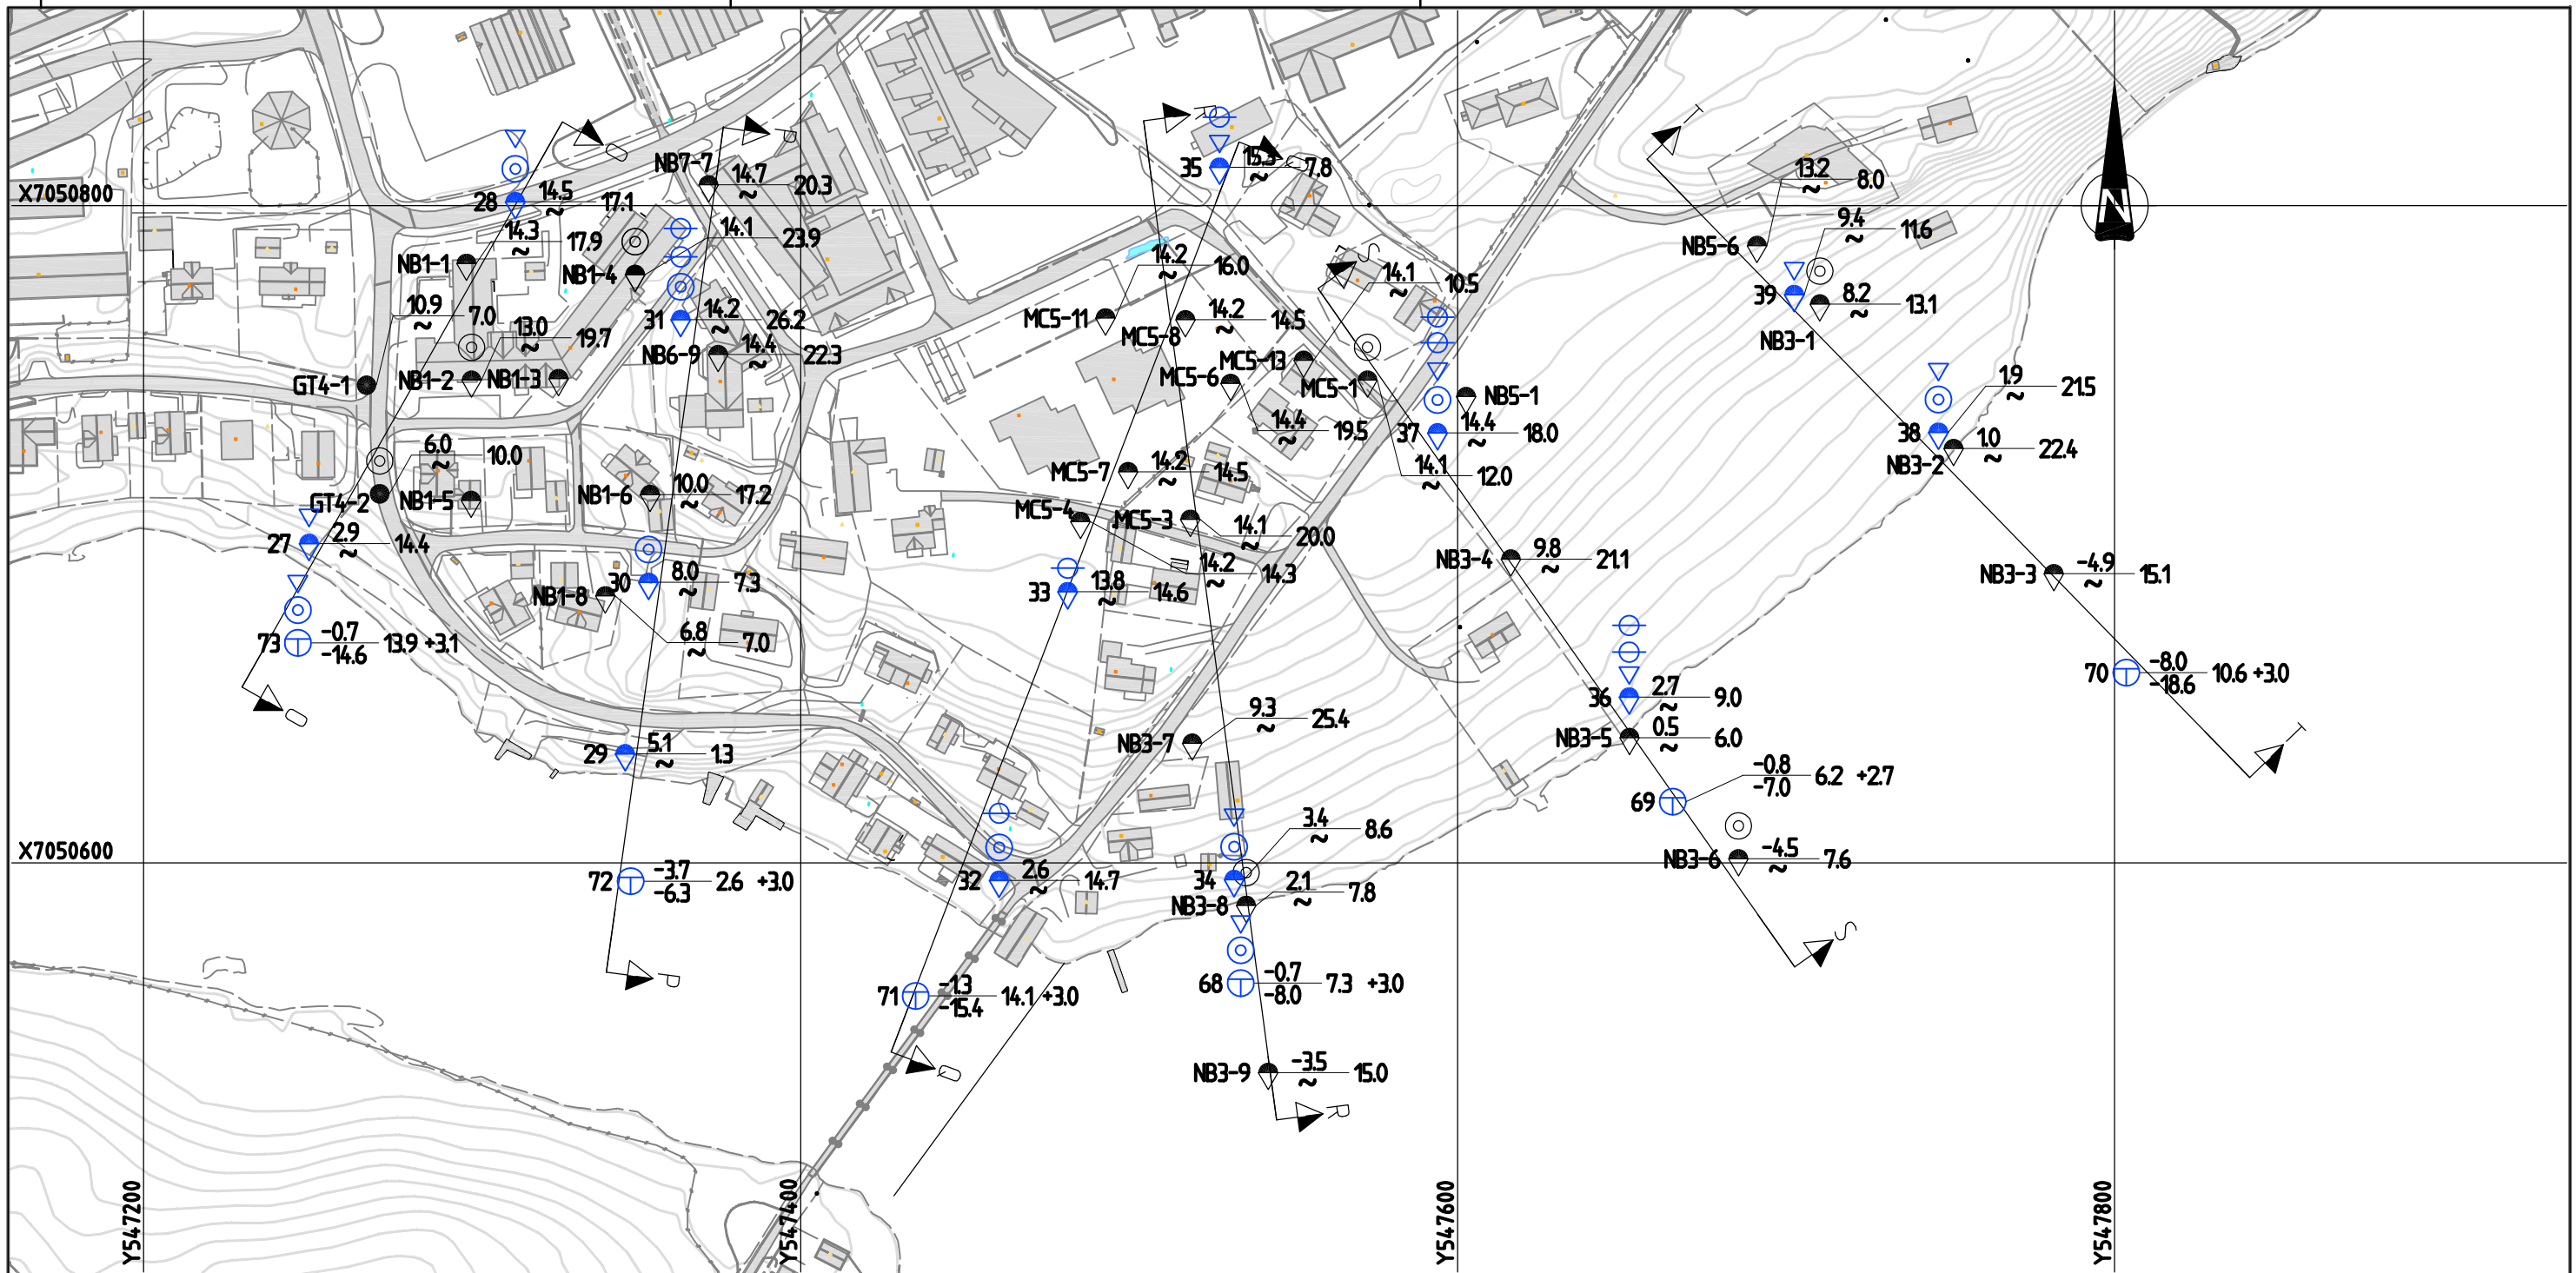 R
O
P
NB7-7 14.7 20.3
35 7.8
T
13.2 8.0
X7050800
28 14.5 17.1
14.3 17.9
14.1 23.9
9.4 11.6
NB5-6
N
NB1-1
NB1-4
14.2 16.0
S
14.1 10.5
39 8.2 13.1
NB3-1
10.9 7.0
13.0 19.7
31 14.2 26.2
MC5-11
MC5-8 14.2 14.5
NB6-9 14.4 22.3
MC5-13
GT4-1
NB1-2
NB1-3
MC5-6
MC5-1
NB5-1
1.9 21.5
6.0 10.0
14.4 19.5
37 14.4 18.0
38 1.0 22.4
NB3-2
14.1 12.0
MC5-7 14.2 14.5
GT4-2
NB1-5
NB1-6 10.0 17.2
MC5-4
MC5-3 14.1 20.0
27 2.9 14.4
14.2 14.3
NB3-4 9.8 21.1
NB3-3 -4.9 15.1
NB1-8
30 8.0 7.3
33 13.8 14.6
73 -0.7 13.9 +3.1
-14.6
6.8 7.0
70 -8.0 10.6 +3.0
-18.6
O
36 2.7 9.0
9.3 25.4
T
29 5.1 1.3
NB3-7
NB3-5 0.5 6.0
-0.8 6.2 +2.7
-7.0
69
3.4 8.6
X7050600
NB3-6 -4.5 7.6
72 -3.7 2.6 +3.0
-6.3
32 2.6 14.7
34 2.1 7.8
NB3-8
S
P
71 -1.3 14.1 +3.0
-15.4
68 -0.7 7.3 +3.0
-8.0
Q
NB3-9 -3.5 15.0
R
Y547200
Y547400
Y547600
Y547800